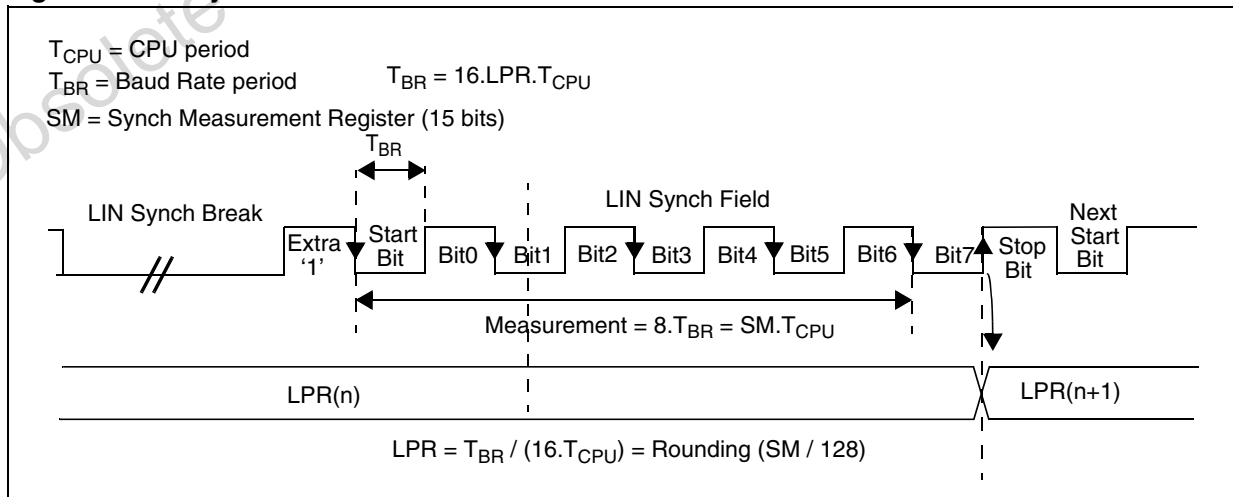 T_CPU = CPU period
T_BR = Baud Rate period T_BR = 16.LPR.T_CPU
SM = Synch Measurement Register (15 bits)
T_BR
LIN Synch Break
LIN Synch Field
Extra '1'
Start Bit
Bit0
Bit1
Bit2
Bit3
Bit4
Bit5
Bit6
Bit7
Stop Bit
Next Start Bit
Measurement = 8.T_BR = SM.T_CPU
LPR(n)
LPR(n+1)
LPR = T_BR / (16.T_CPU) = Rounding (SM / 128)
obsolete